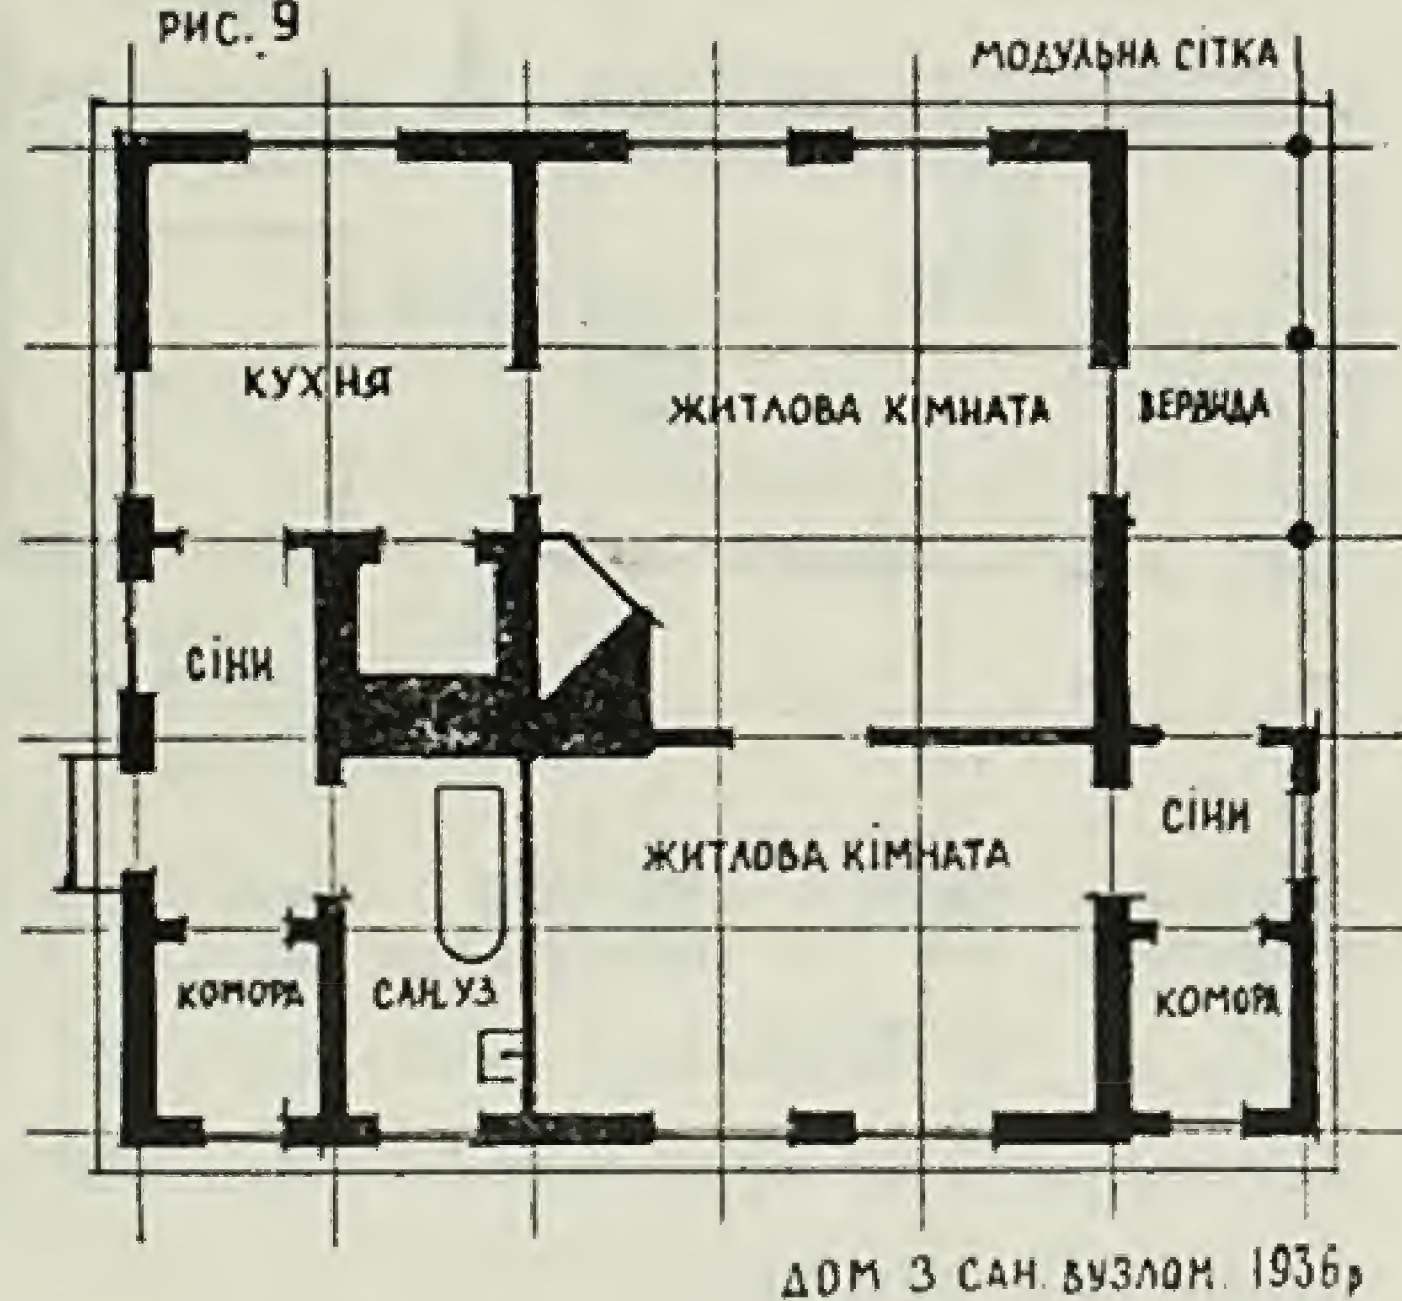 РИС. 9
МОДУЛЬНА СІТКА
КУХНЯ
ЖИТЛОВА КІМНАТА
ВЕРАНДА
СІНИ
СІНИ
ЖИТЛОВА КІМНАТА
КОМОРА
САН. УЗ.
КОМОРА
ДОМ З САН. ВУЗЛОМ. 1936р